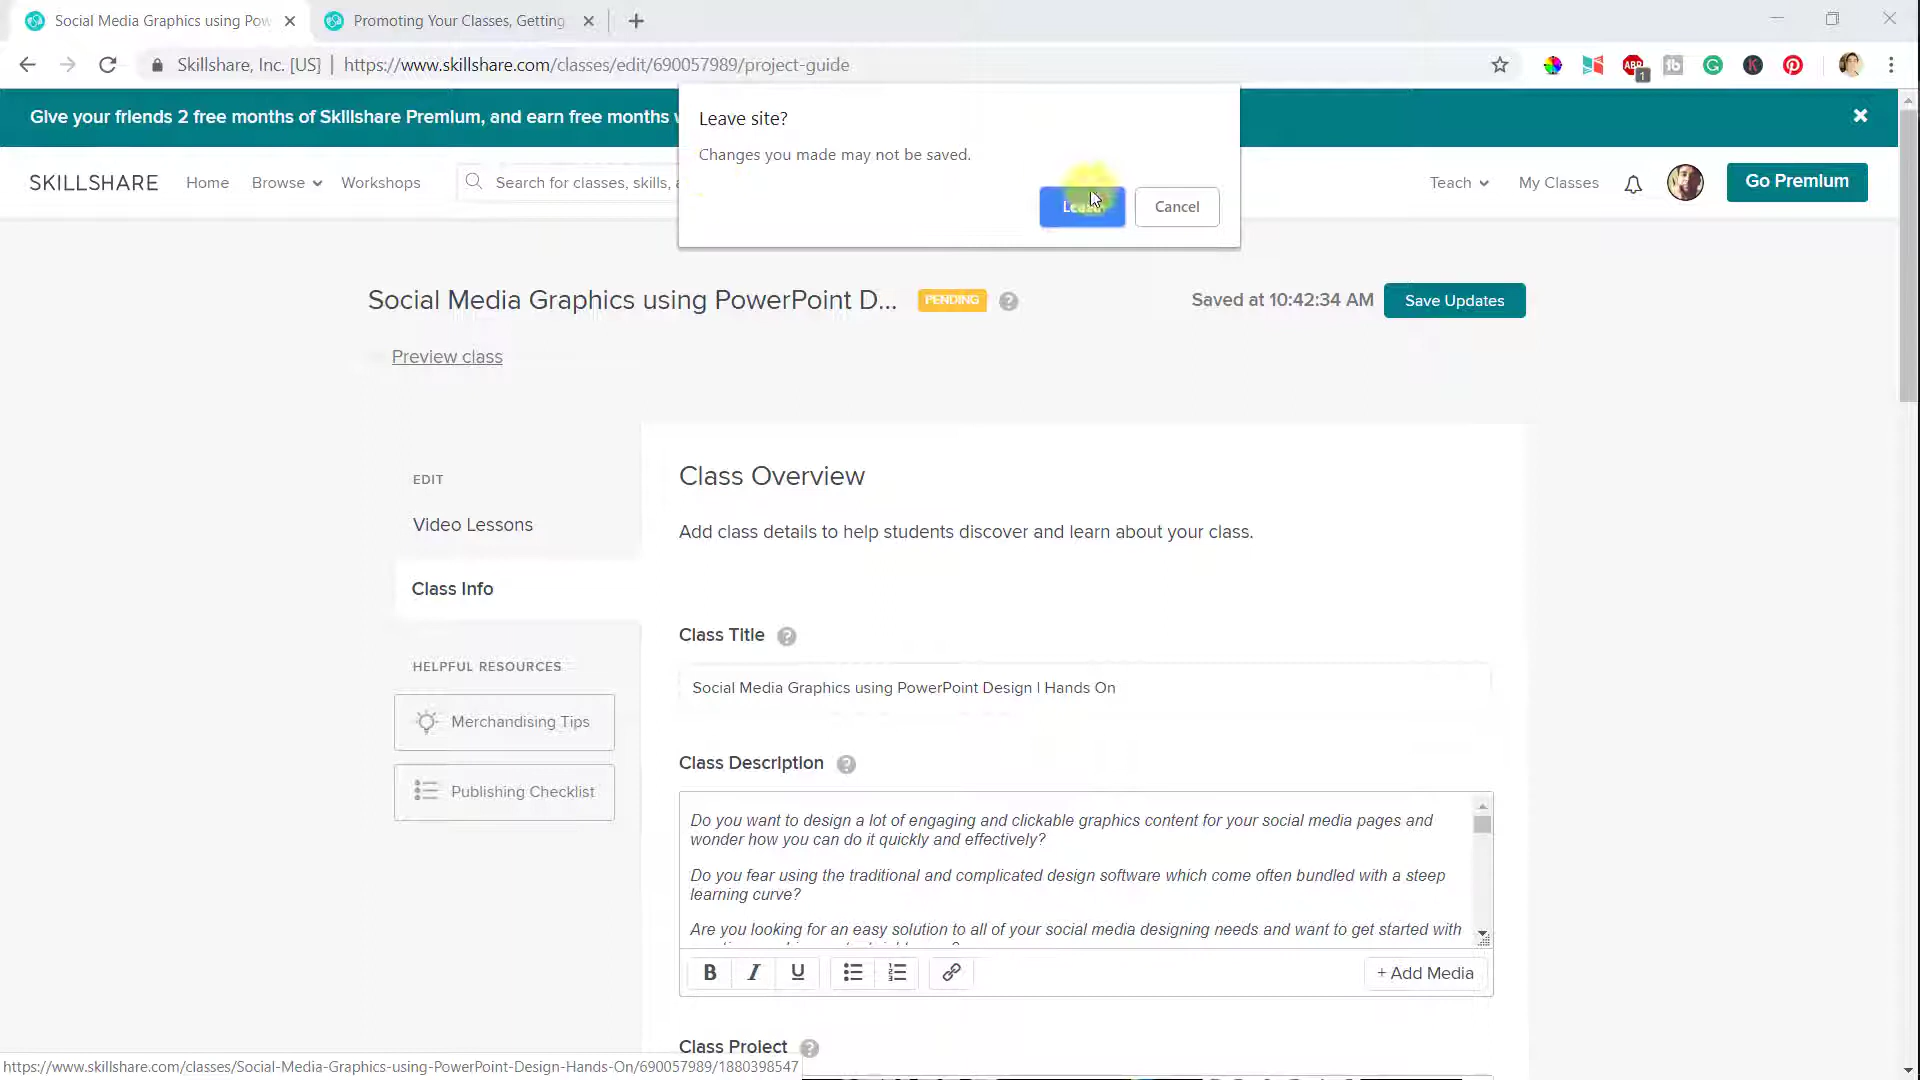 Social Media Graphics using Pow
Promoting Your Classes, Getting
Skillshare, Inc. [US] | https://www.skillshare.com/classes/edit/690057989/project-guide
ABP
1
tb
Give your friends 2 free months of Skillshare Premium, and earn free months
Leave site?
Changes you made may not be saved.
Cancel
SKILLSHARE
Home
Browse
Workshops
Search for classes, skills,
Teach
My Classes
Go Premium
Social Media Graphics using PowerPoint D...
PENDING
?
Saved at 10:42:34 AM
Save Updates
Preview class
EDIT
Video Lessons
Class Info
HELPFUL RESOURCES
Merchandising Tips
Publishing Checklist
Class Overview
Add class details to help students discover and learn about your class.
Class Title ?
Social Media Graphics using PowerPoint Design | Hands On
Class Description ?
Do you want to design a lot of engaging and clickable graphics content for your social media pages and
wonder how you can do it quickly and effectively?
Do you fear using the traditional and complicated design software which come often bundled with a steep
learning curve?
Are you looking for an easy solution to all of your social media designing needs and want to get started with
B I U
+ Add Media
Class Project ?
https://www.skillshare.com/classes/Social-Media-Graphics-using-PowerPoint-Design-Hands-On/690057989/1880398547